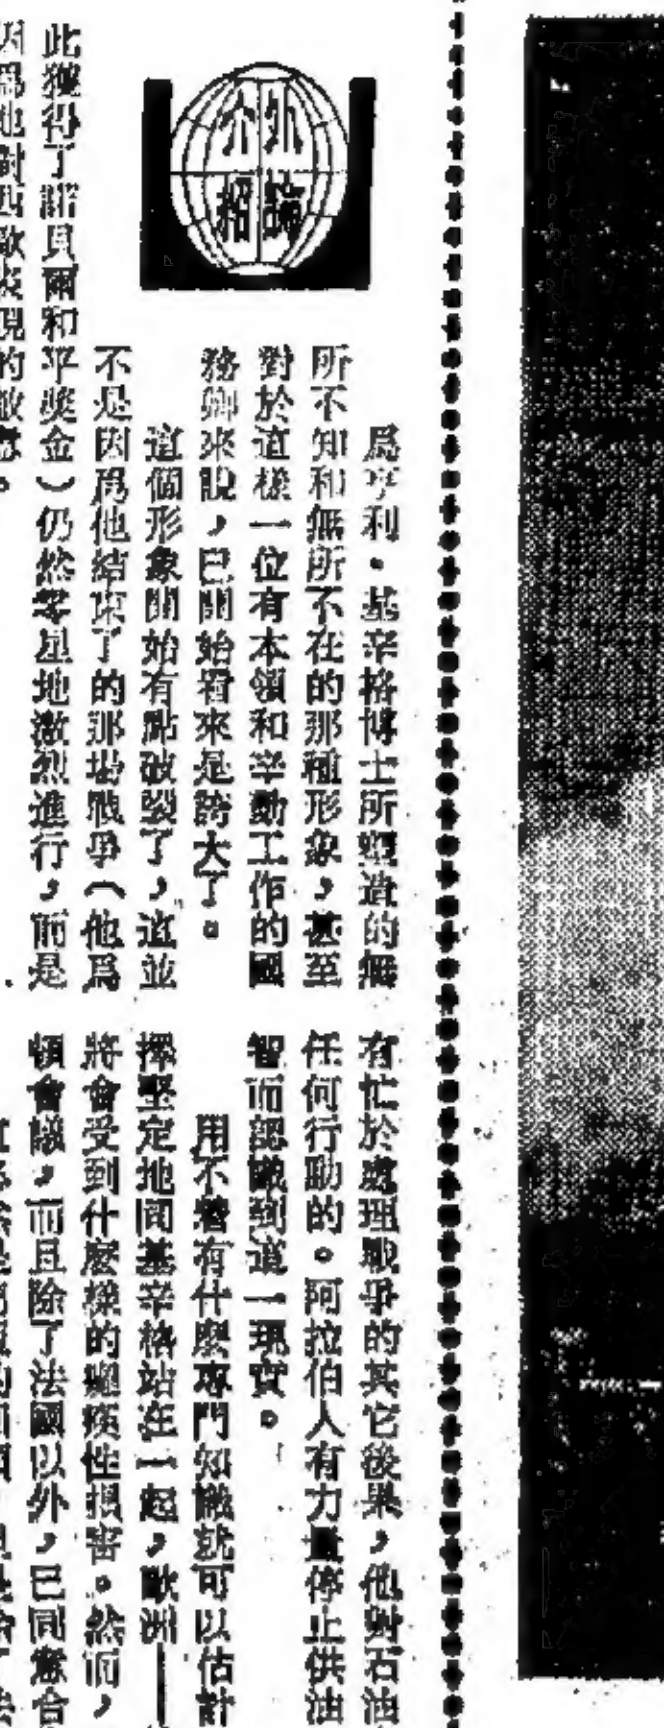 外論
介紹
爲亨利·基辛格博士所塑造的無
所不知和無所不在的那種形象，甚至
對於這樣一位有本領和辛勤工作的國
務卿來說，已開始看來是誇大了。
這個形象開始有點破裂了，這並
不是因爲他結束了的那場戰爭（他爲
此獲得了諾貝爾和平獎金）仍然零星地激烈進行，而是
因爲他對西歐表現的敵意。
有忙於處理戰爭的其它後果，他對石油
任何行動的。阿拉伯人有力量停止供油
智而認識到這一現實。
用不着有什麼專門知識就可以估計
擇堅定地同基辛格站在一起，歐洲——
將會受到什麼樣的癱瘓性損害。然而，
頓會議，而且除了法國以外，已同意合